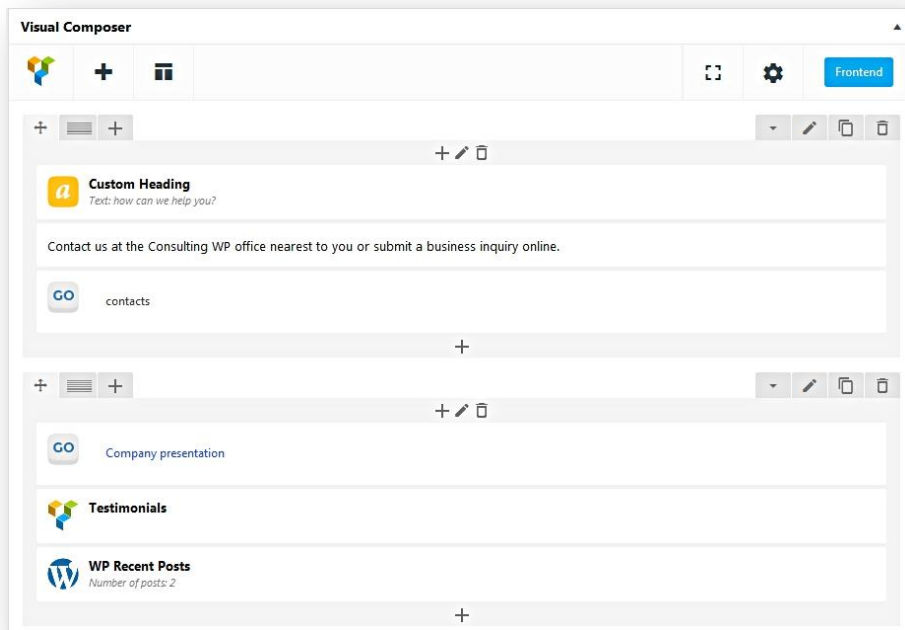 Visual Composer
Frontend
a
Custom Heading
Text: how can we help you?
Contact us at the Consulting WP office nearest to you or submit a business inquiry online.
GO
contacts
GO
Company presentation
Testimonials
WP Recent Posts
Number of posts: 2